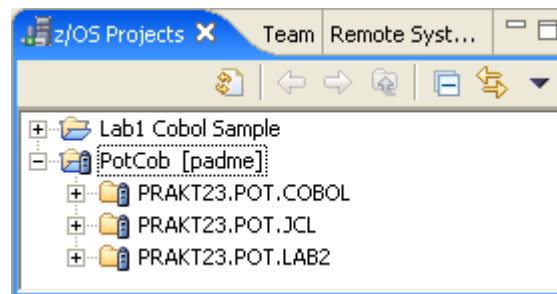 z/OS Projects Team Remote Syst...
Lab1 Cobol Sample
PotCob [padme]
PRAKT23.POT.COBOL
PRAKT23.POT.JCL
PRAKT23.POT.LAB2